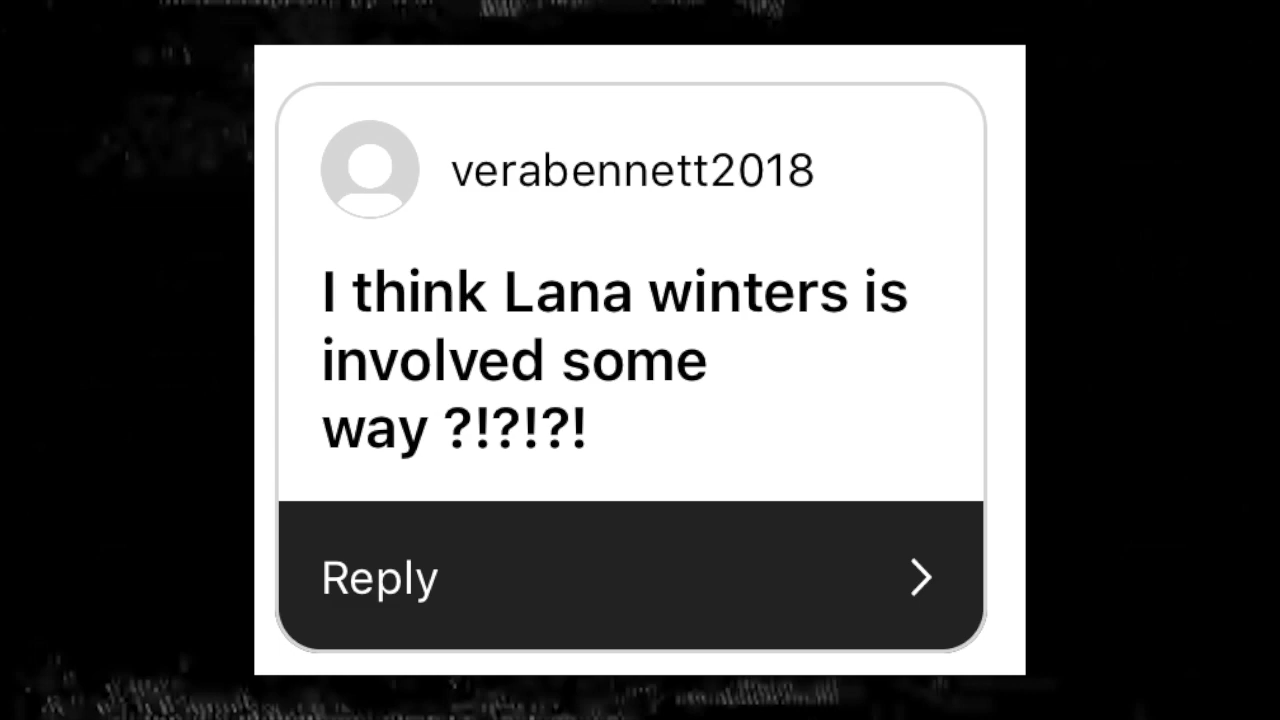 verabennett2018
I think Lana winters is
involved some
way ?!?!?!
Reply